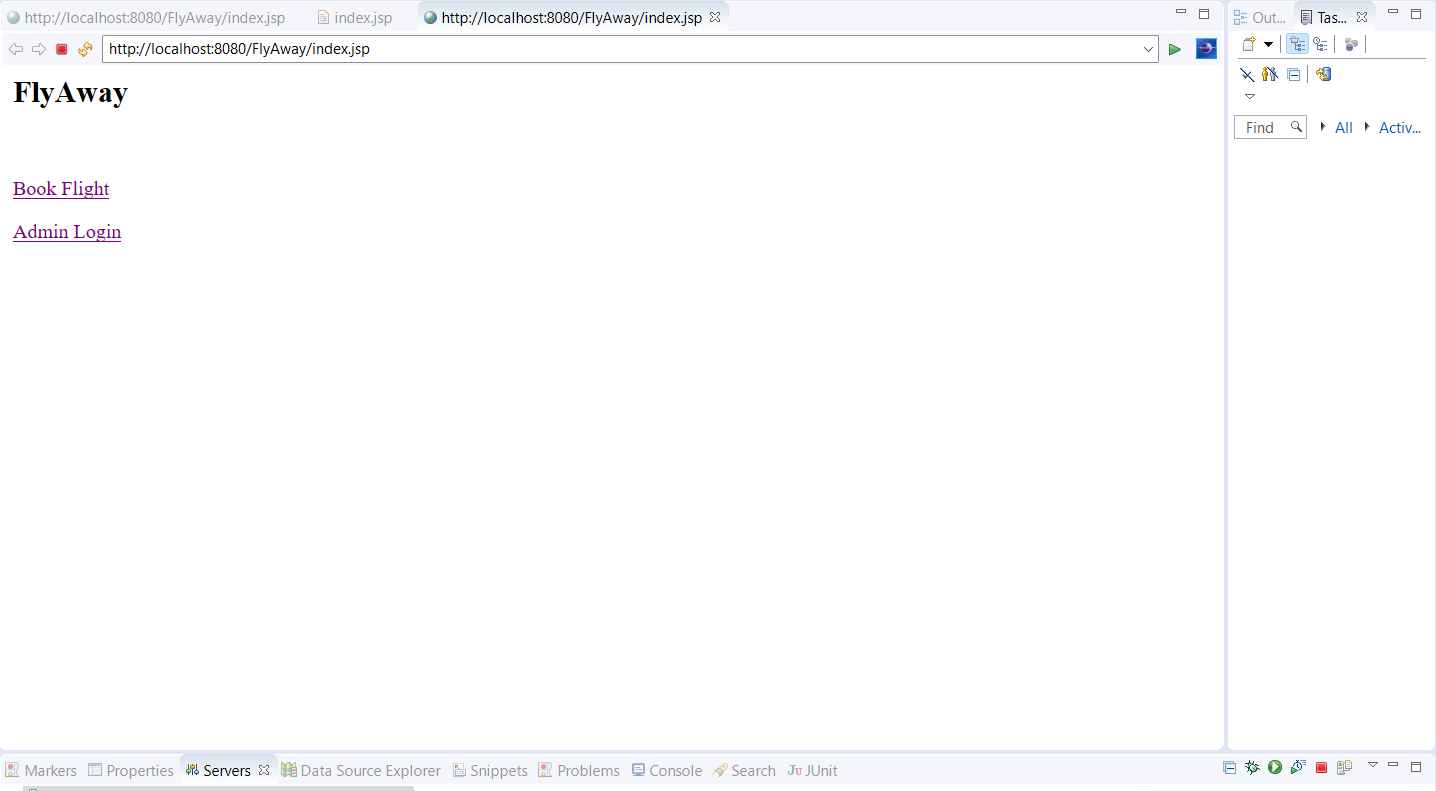 http://localhost:8080/FlyAway/index.jsp index.jsp http://localhost:8080/FlyAway/index.jsp
Out... Tas...
http://localhost:8080/FlyAway/index.jsp
FlyAway
Find All Activ...
Book Flight
Admin Login
Markers Properties Servers Data Source Explorer Snippets Problems Console Search Ju JUnit